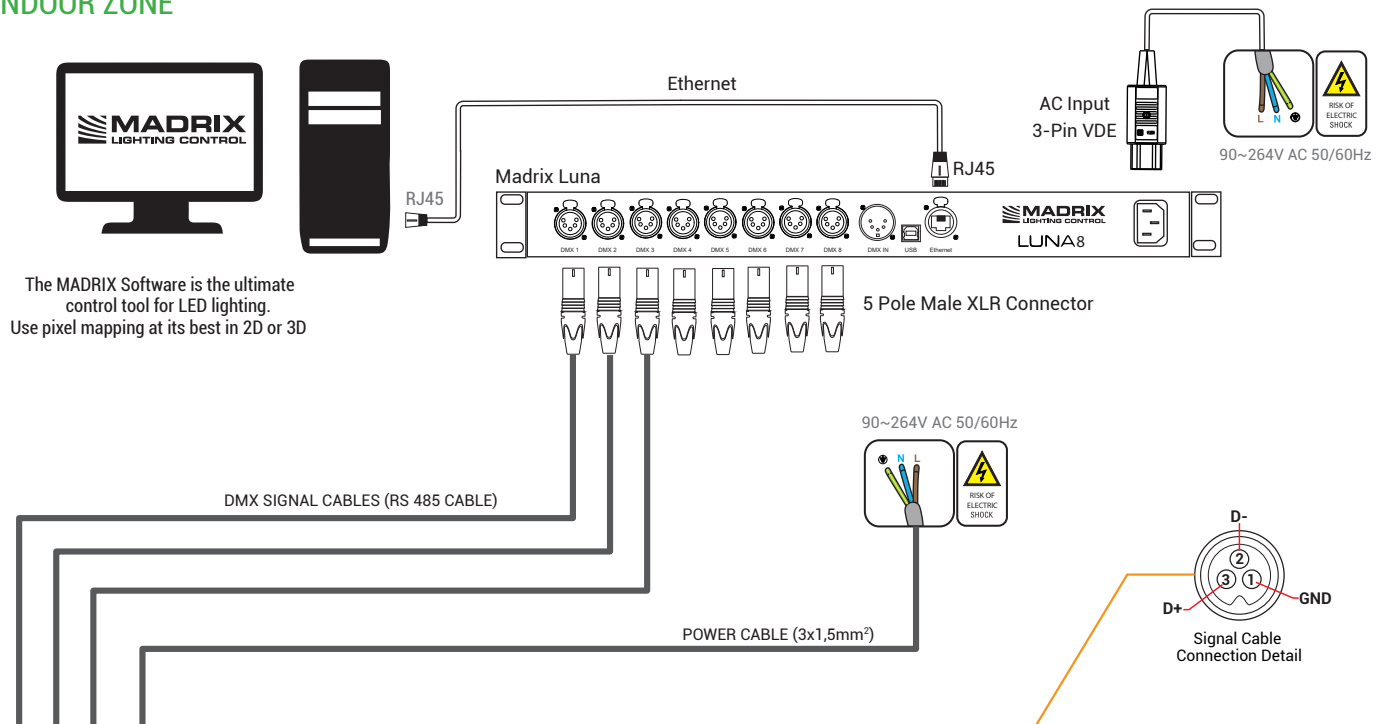 NDOOR ZONE
MADRIX
LIGHTING CONTROL
The MADRIX Software is the ultimate
control tool for LED lighting.
Use pixel mapping at its best in 2D or 3D
Ethernet
RJ45
RJ45
AC Input
3-Pin VDE
L N
RISK OF
ELECTRIC
SHOCK
90~264V AC 50/60Hz
Madrix Luna
DMX 1 DMX 2 DMX 3 DMX 4 DMX 5 DMX 6 DMX 7 DMX 8 DMX IN USB Ethernet
MADRIX
LIGHTING CONTROL
LUNA8
5 Pole Male XLR Connector
90~264V AC 50/60Hz
N L
RISK OF
ELECTRIC
SHOCK
DMX SIGNAL CABLES (RS 485 CABLE)
POWER CABLE (3x1,5mm²)
D-
2
3 1
D+
GND
Signal Cable
Connection Detail